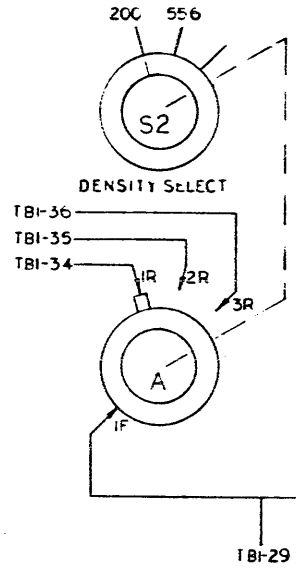 200 556
S2
DENSITY SELECT
TB1-36
TB1-35
TB1-34
1R
2R
3R
A
1F
TB1-29